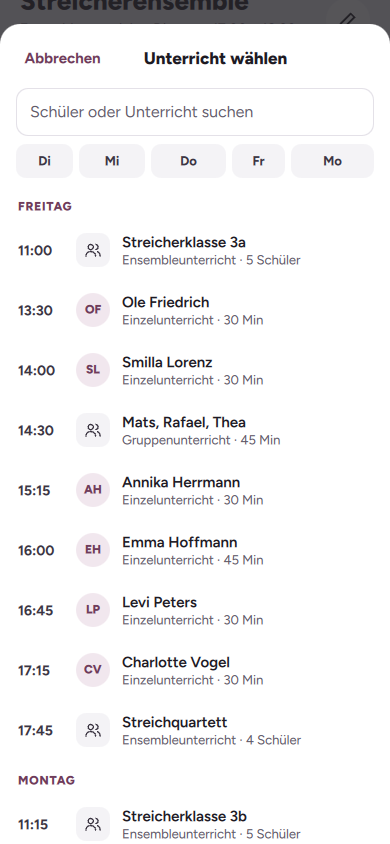 Streicherensemble
Abbrechen
Unterricht wählen
Schüler oder Unterricht suchen
Di Mi Do Fr Mo
FREITAG
11:00 Streicherklasse 3a
Ensembleunterricht · 5 Schüler
13:30 OF Ole Friedrich
Einzelunterricht · 30 Min
14:00 SL Smilla Lorenz
Einzelunterricht · 30 Min
14:30 Mats, Rafael, Thea
Gruppenunterricht · 45 Min
15:15 AH Annika Herrmann
Einzelunterricht · 30 Min
16:00 EH Emma Hoffmann
Einzelunterricht · 45 Min
16:45 LP Levi Peters
Einzelunterricht · 30 Min
17:15 CV Charlotte Vogel
Einzelunterricht · 30 Min
17:45 Streichquartett
Ensembleunterricht · 4 Schüler
MONTAG
11:15 Streicherklasse 3b
Ensembleunterricht · 5 Schüler